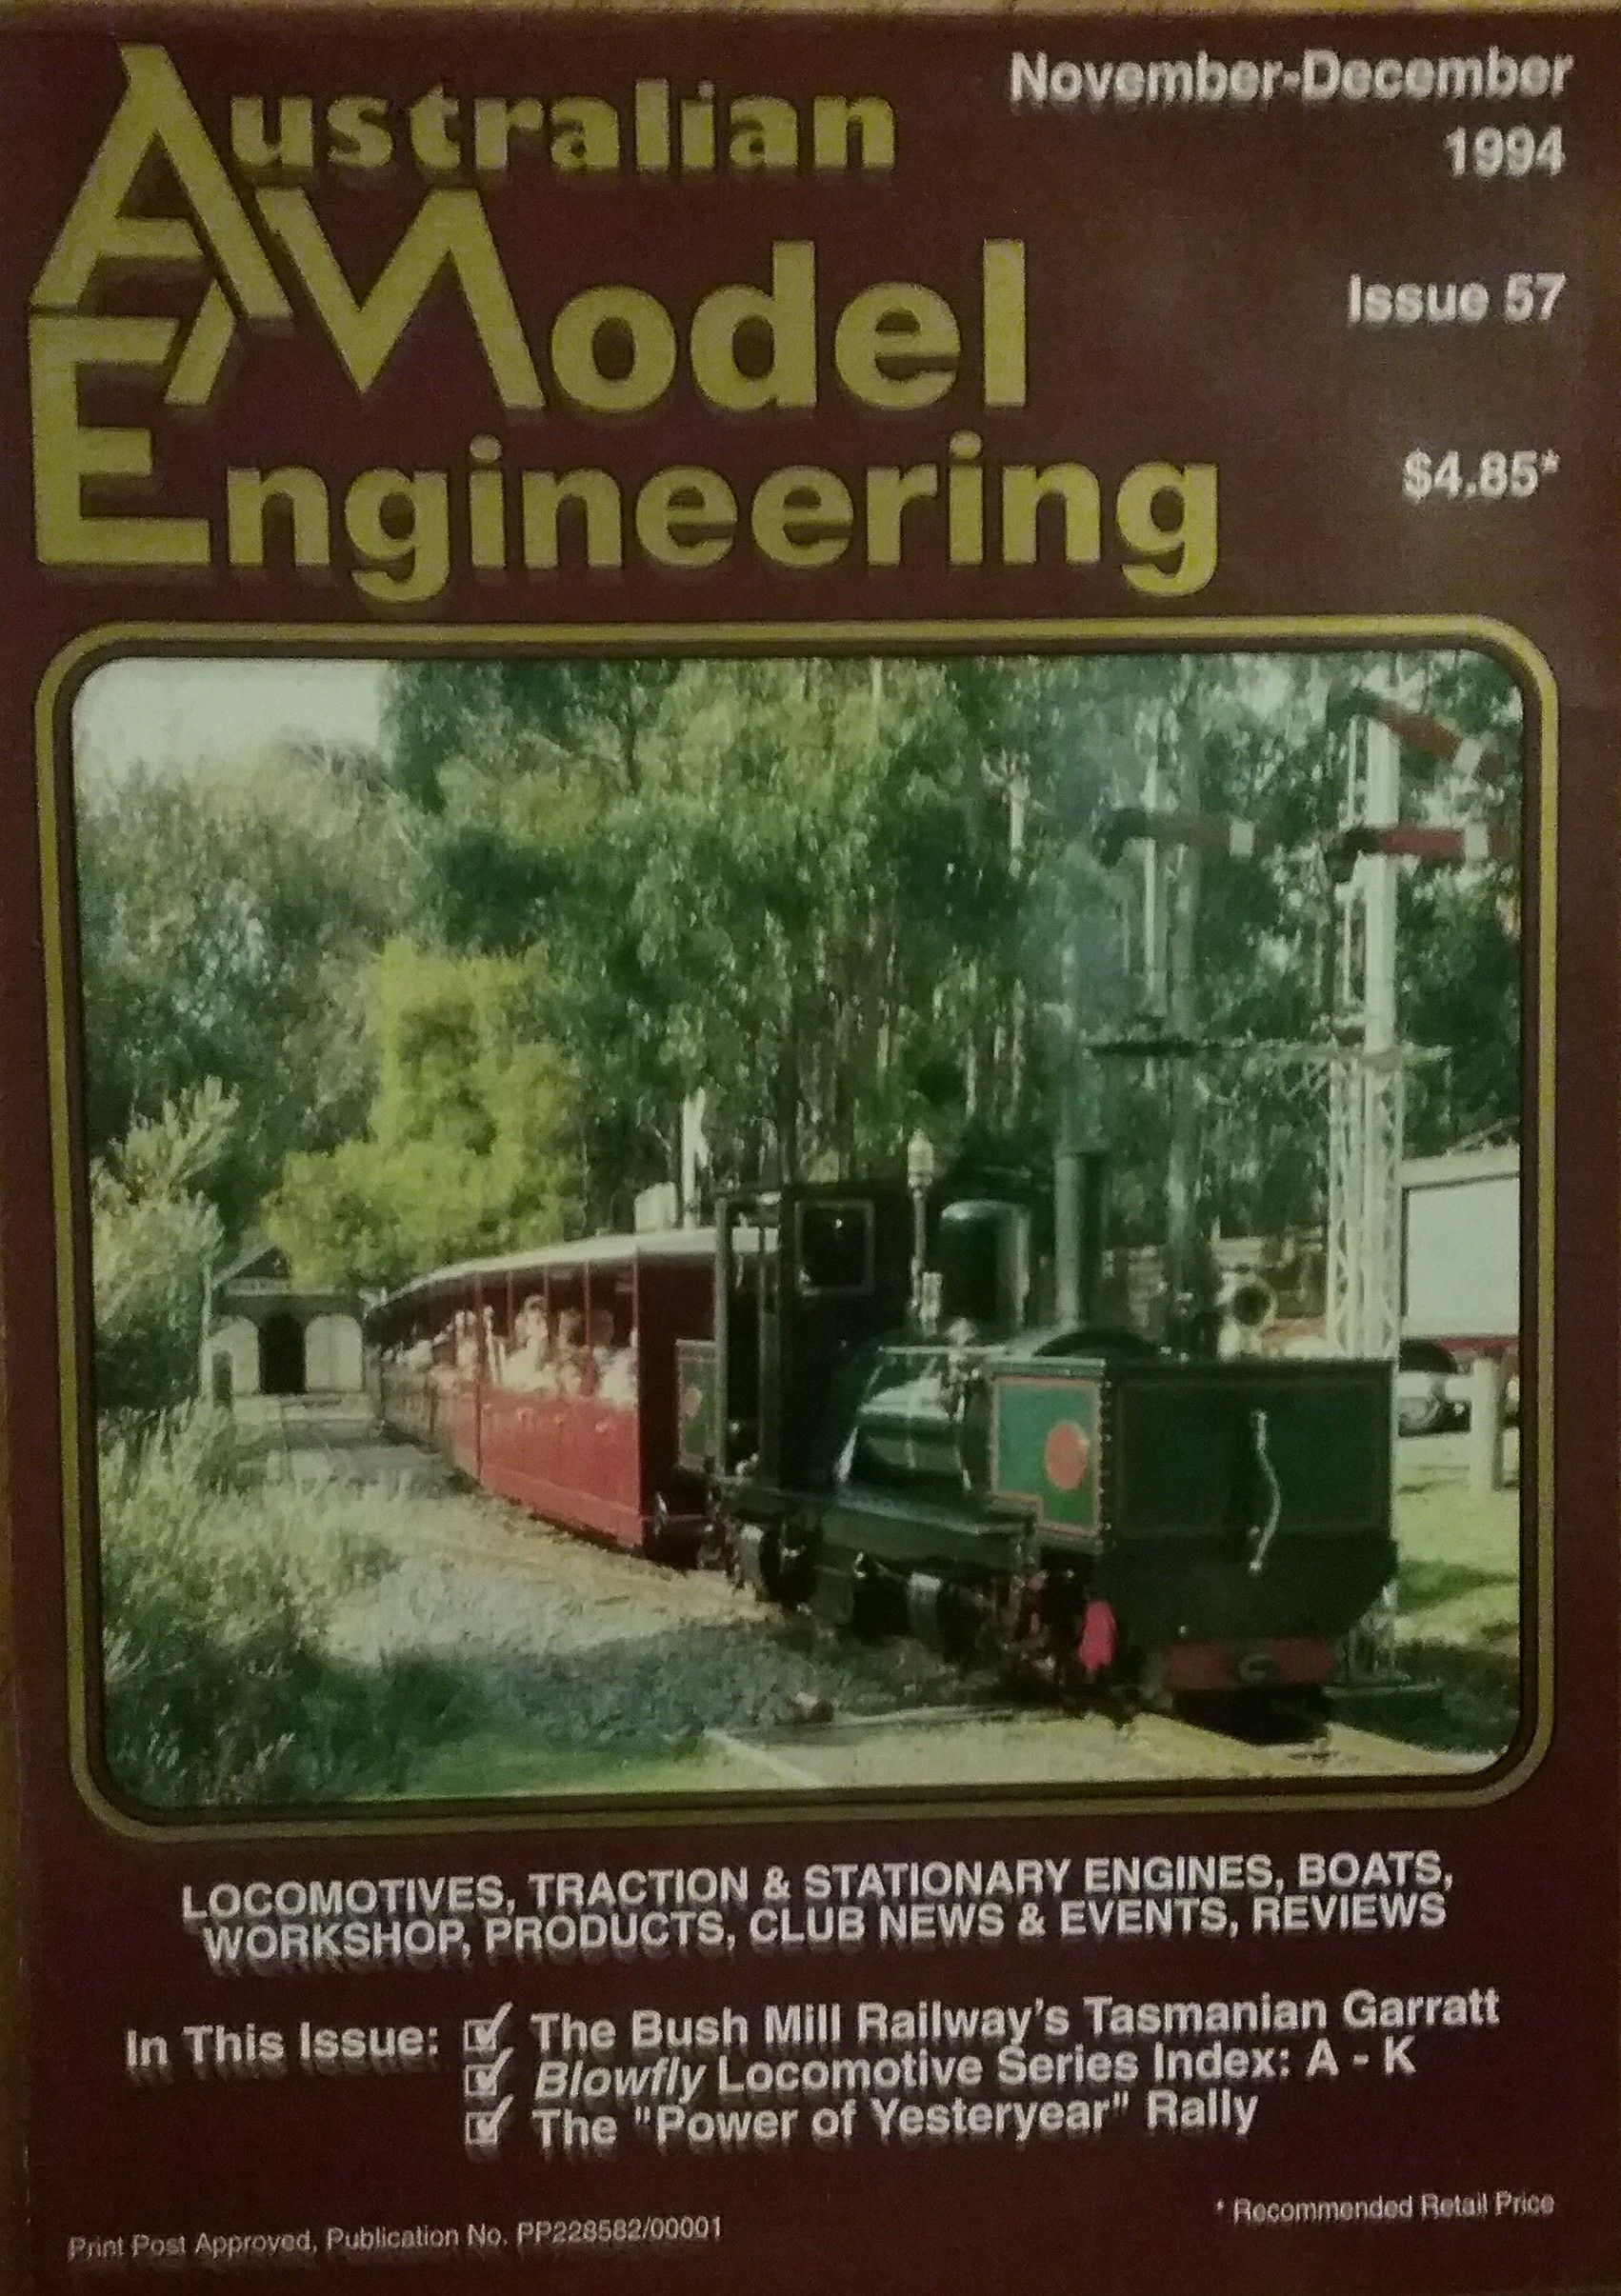 Australian
Model
Engineering
November-December
1994
Issue 57
$4.85*
LOCOMOTIVES, TRACTION & STATIONARY ENGINES, BOATS,
WORKSHOP, PRODUCTS, CLUB NEWS & EVENTS, REVIEWS
In This Issue: ☑ The Bush Mill Railway's Tasmanian Garratt
☑ Blowfly Locomotive Series Index: A - K
☑ The "Power of Yesteryear" Rally
* Recommended Retail Price
Print Post Approved, Publication No. PP228582/00001